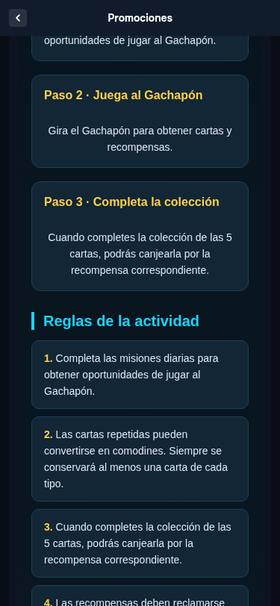 Promociones
oportunidades de jugar al Gachapón.
Paso 2 · Juega al Gachapón
Gira el Gachapón para obtener cartas y
recompensas.
Paso 3 · Completa la colección
Cuando completes la colección de las 5
cartas, podrás canjearla por la
recompensa correspondiente.
Reglas de la actividad
1. Completa las misiones diarias para
obtener oportunidades de jugar al
Gachapón.
2. Las cartas repetidas pueden
convertirse en comodines. Siempre se
conservará al menos una carta de cada
tipo.
3. Cuando completes la colección de las
5 cartas, podrás canjearla por la
recompensa correspondiente.
4. Las recompensas deben reclamarse